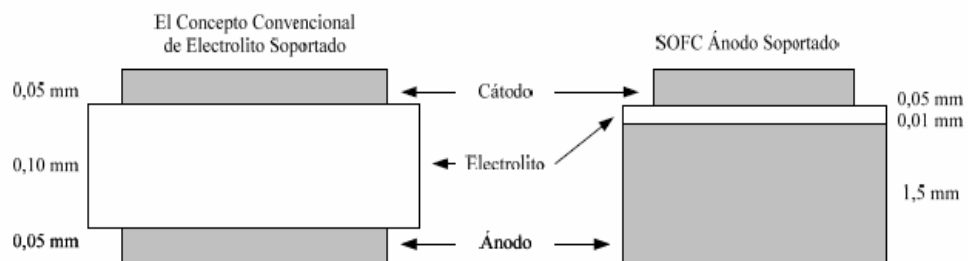 El Concepto Convencional
de Electrolito Soportado
SOFC Ánodo Soportado
0,05 mm
Cátodo
0,05 mm
0,01 mm
0,10 mm
Electrolito
1,5 mm
0,05 mm
Ánodo